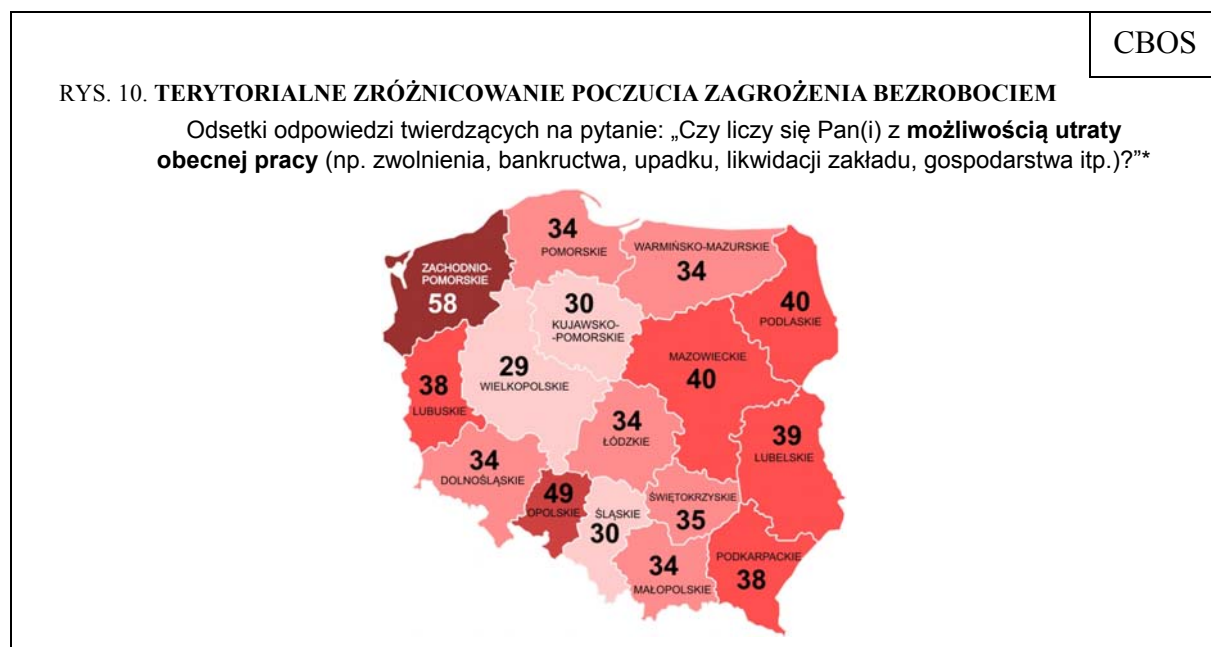 CBOS
RYS. 10. TERYTORIALNE ZRÓŻNICOWANIE POCZUCIA ZAGROŻENIA BEZROBOCIEM
Odsetki odpowiedzi twierdzących na pytanie: „Czy liczy się Pan(i) z możliwością utraty
obecnej pracy (np. zwolnienia, bankructwa, upadku, likwidacji zakładu, gospodarstwa itp.)?”*
34
POMORSKIE
WARMIŃSKO-MAZURSKIE
34
ZACHODNIO-
POMORSKIE
58
30
KUJAWSKO-
-POMORSKIE
40
PODLASKIE
29
WIELKOPOLSKIE
MAZOWIECKIE
40
38
LUBUSKIE
34
ŁÓDZKIE
39
LUBELSKIE
34
DOLNOŚLĄSKIE
49
OPOLSKIE
ŚLĄSKIE
30
ŚWIĘTOKRZYSKIE
35
34
MAŁOPOLSKIE
PODKARPACKIE
38